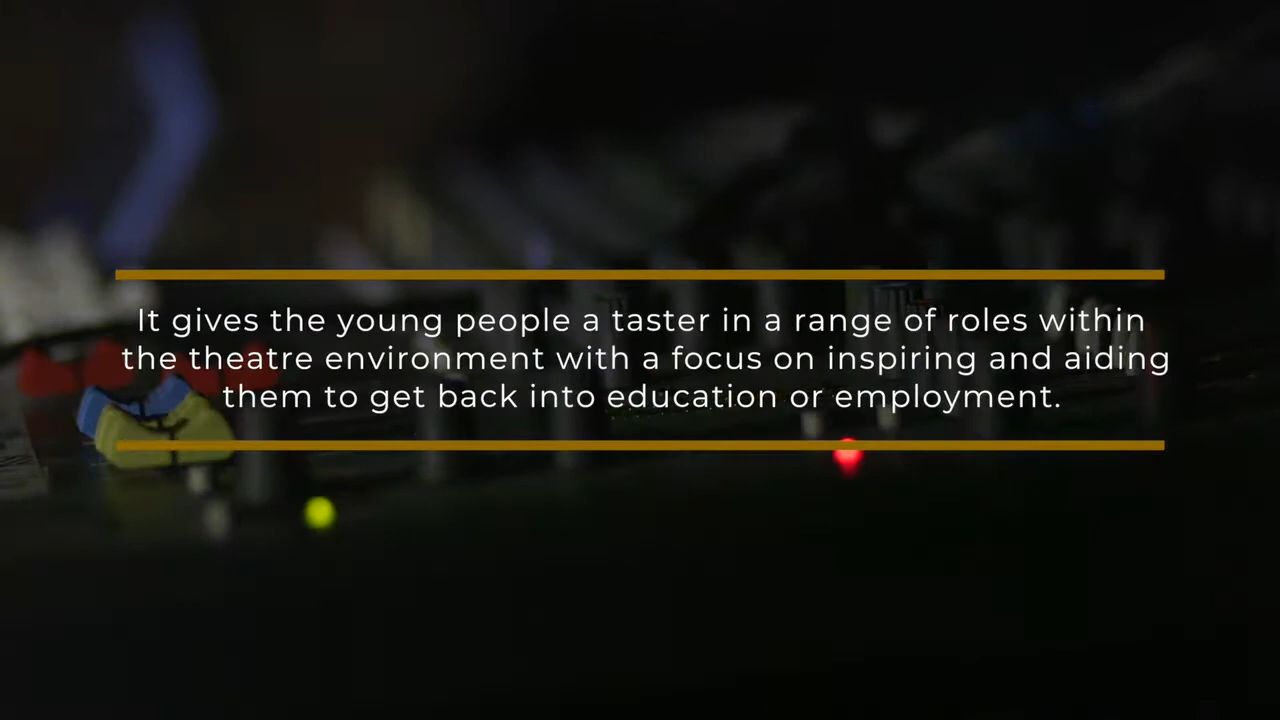 It gives the young people a taster in a range of roles within
the theatre environment with a focus on inspiring and aiding
them to get back into education or employment.